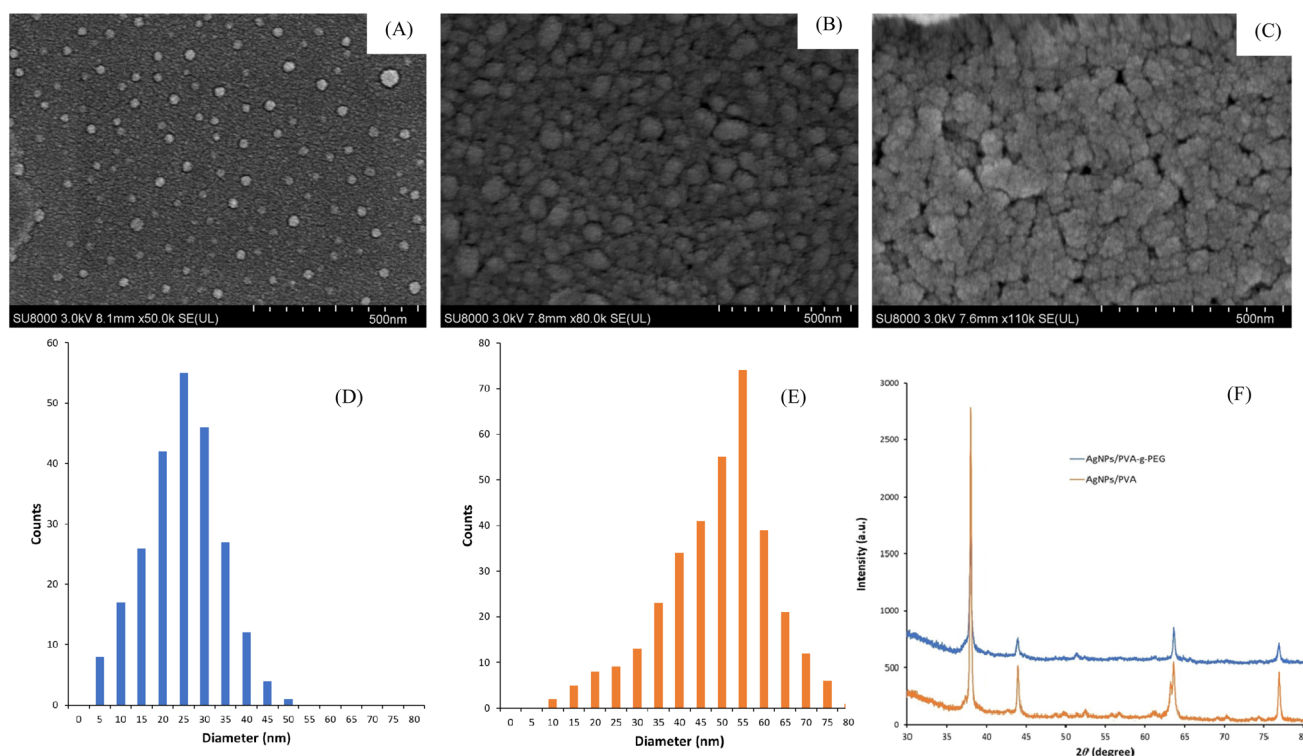 (A)
SU8000 3.0kV 8.1mm x50.0k SE(UL)
500nm
(B)
SU8000 3.0kV 7.8mm x80.0k SE(UL)
500nm
(C)
SU8000 3.0kV 7.6mm x110k SE(UL)
500nm
(D)
Counts
60
50
40
30
20
10
0
0 5 10 15 20 25 30 35 40 45 50 55 60 65 70 75 80
Diameter (nm)
(E)
Counts
80
70
60
50
40
30
20
10
0
0 5 10 15 20 25 30 35 40 45 50 55 60 65 70 75 80
Diameter (nm)
(F)
Intensity (a.u.)
3000
2500
2000
1500
1000
500
0
AgNPs/PVA-g-PEG
AgNPs/PVA
30 35 40 45 50 55 60 65 70 75 80
2θ (degree)